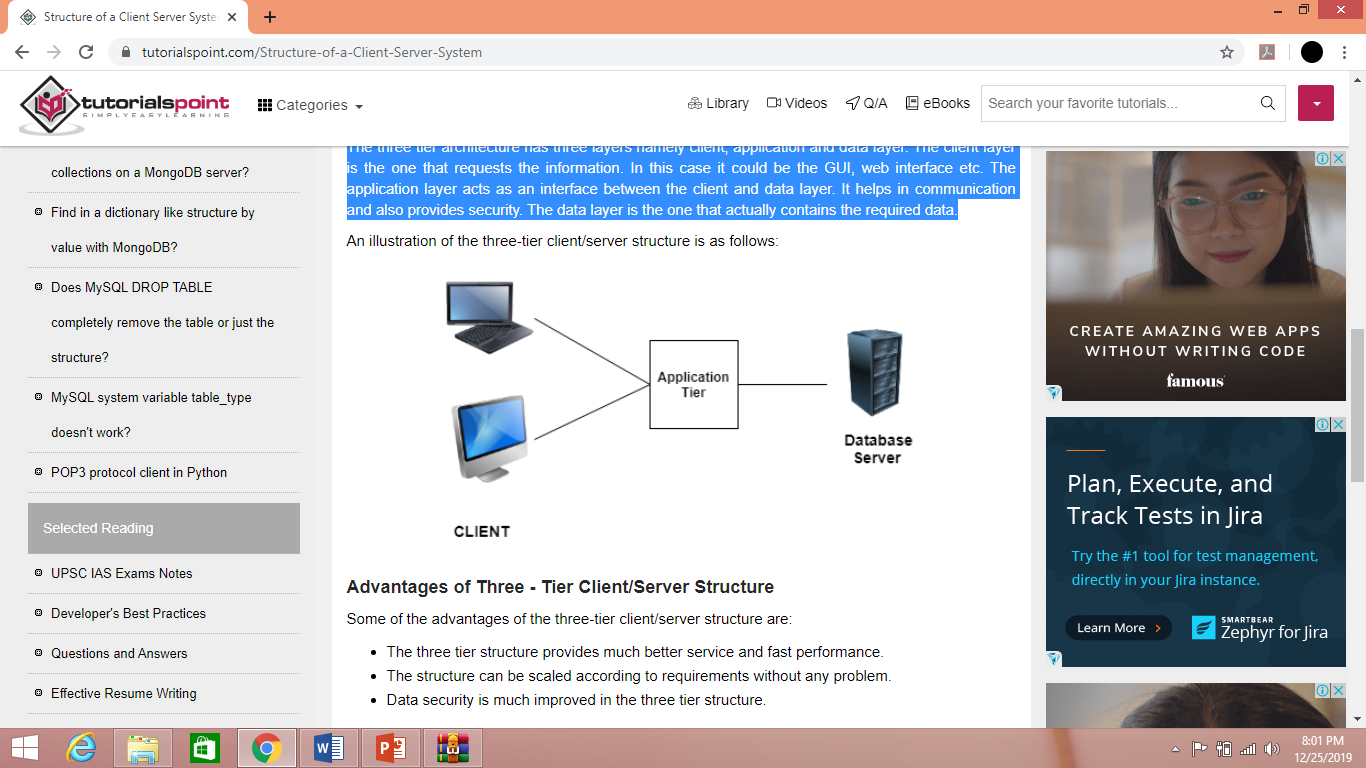 Structure of a Client Server Syste
tutorialspoint.com/Structure-of-a-Client-Server-System
tutorialspoint
SIMPLYEASYLEARNING
Categories
Library
Videos
Q/A
eBooks
Search your favorite tutorials...
collections on a MongoDB server?
Find in a dictionary like structure by
value with MongoDB?
Does MySQL DROP TABLE
completely remove the table or just the
structure?
MySQL system variable table_type
doesn't work?
POP3 protocol client in Python
Selected Reading
UPSC IAS Exams Notes
Developer's Best Practices
Questions and Answers
Effective Resume Writing
The three tier architecture has three layers namely client, application and data layer. The client layer
is the one that requests the information. In this case it could be the GUI, web interface etc. The
application layer acts as an interface between the client and data layer. It helps in communication
and also provides security. The data layer is the one that actually contains the required data.
An illustration of the three-tier client/server structure is as follows:
Application
Tier
Database
Server
CLIENT
Advantages of Three - Tier Client/Server Structure
Some of the advantages of the three-tier client/server structure are:
The three tier structure provides much better service and fast performance.
The structure can be scaled according to requirements without any problem.
Data security is much improved in the three tier structure.
CREATE AMAZING WEB APPS
WITHOUT WRITING CODE
famous
Plan, Execute, and
Track Tests in Jira
Try the #1 tool for test management,
directly in your Jira instance.
Learn More
SMARTBEAR
Zephyr for Jira
8:01 PM
12/25/2019